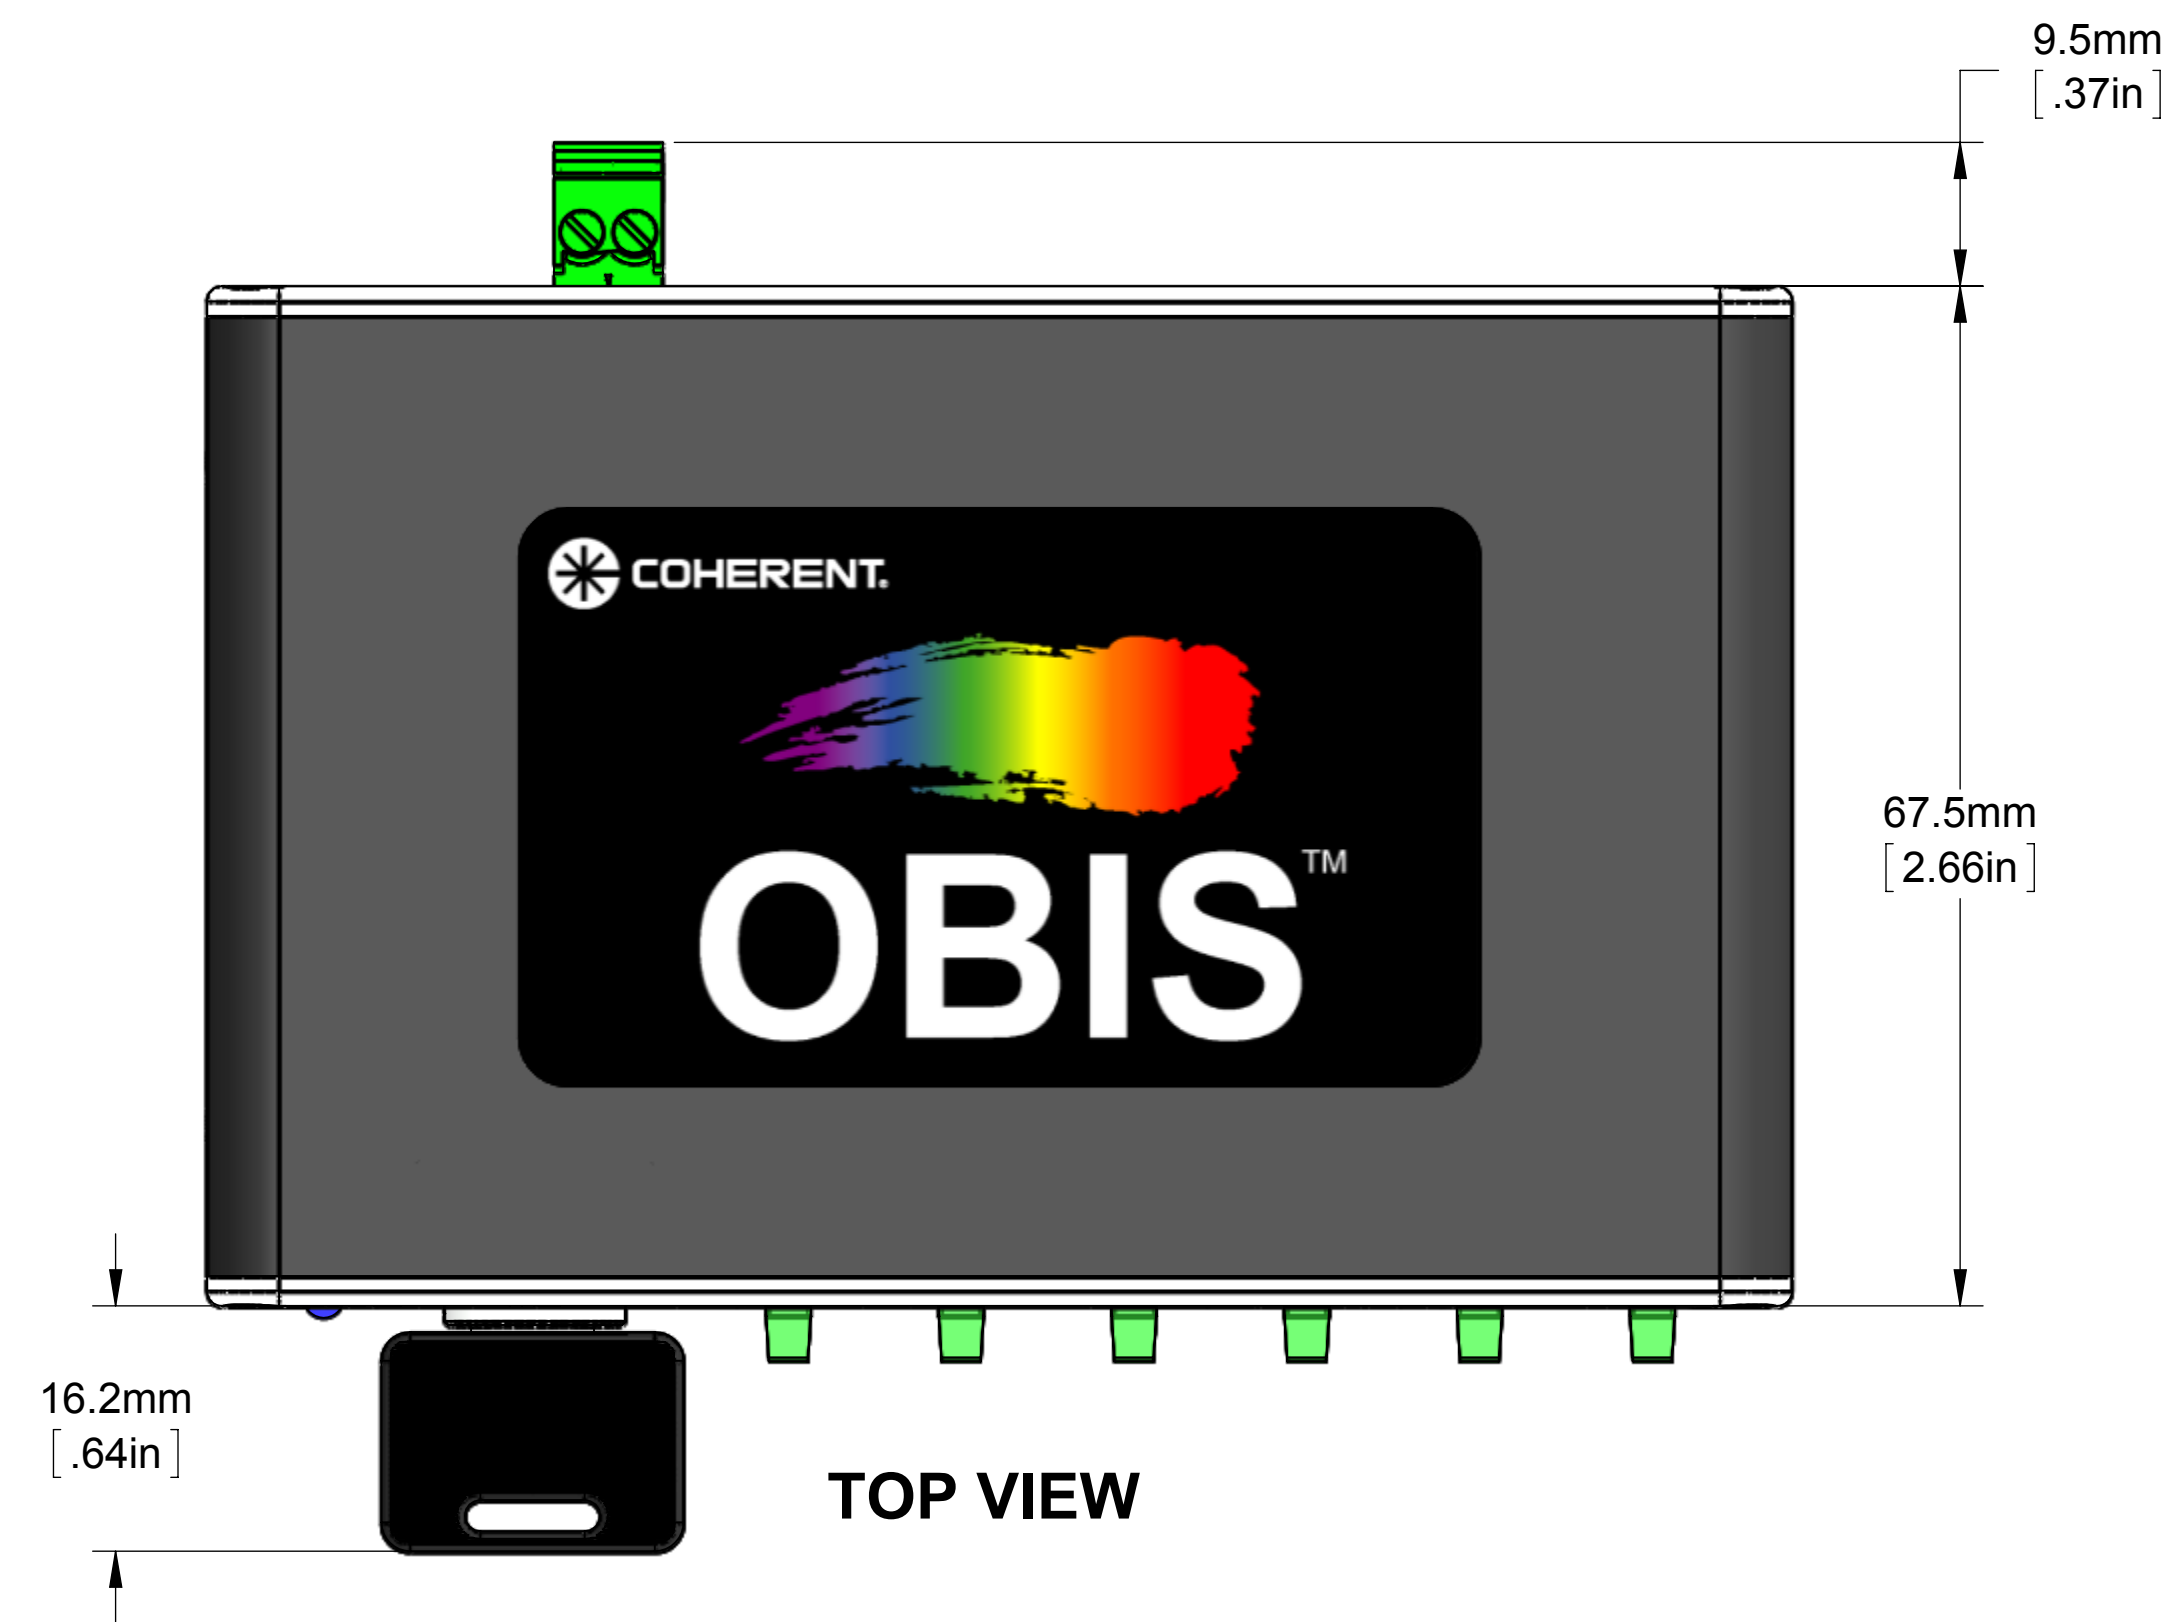 9.5mm
[.37in]
COHERENT®
OBIS™
67.5mm
[2.66in]
16.2mm
[.64in]
TOP VIEW